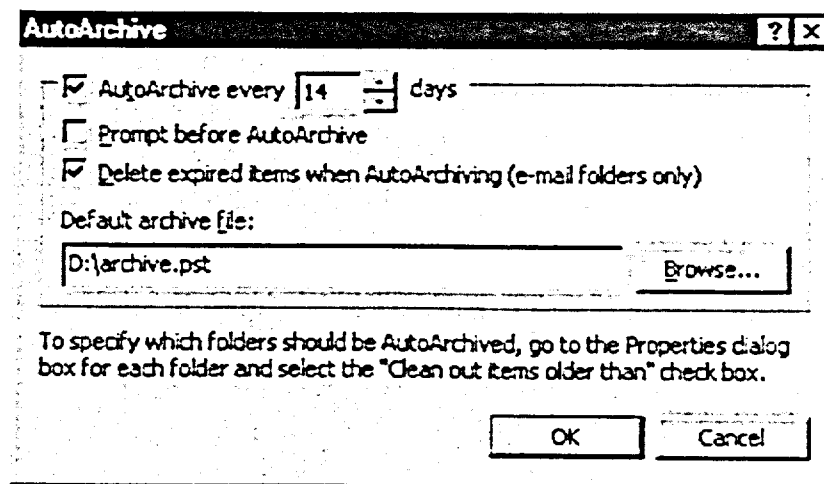 AutoArchive
AutoArchive every 14 days
Prompt before AutoArchive
Delete expired items when AutoArchiving (e-mail folders only)
Default archive file:
D:\archive.pst
Browse...
To specify which folders should be AutoArchived, go to the Properties dialog
box for each folder and select the "Clean out items older than" check box.
OK
Cancel